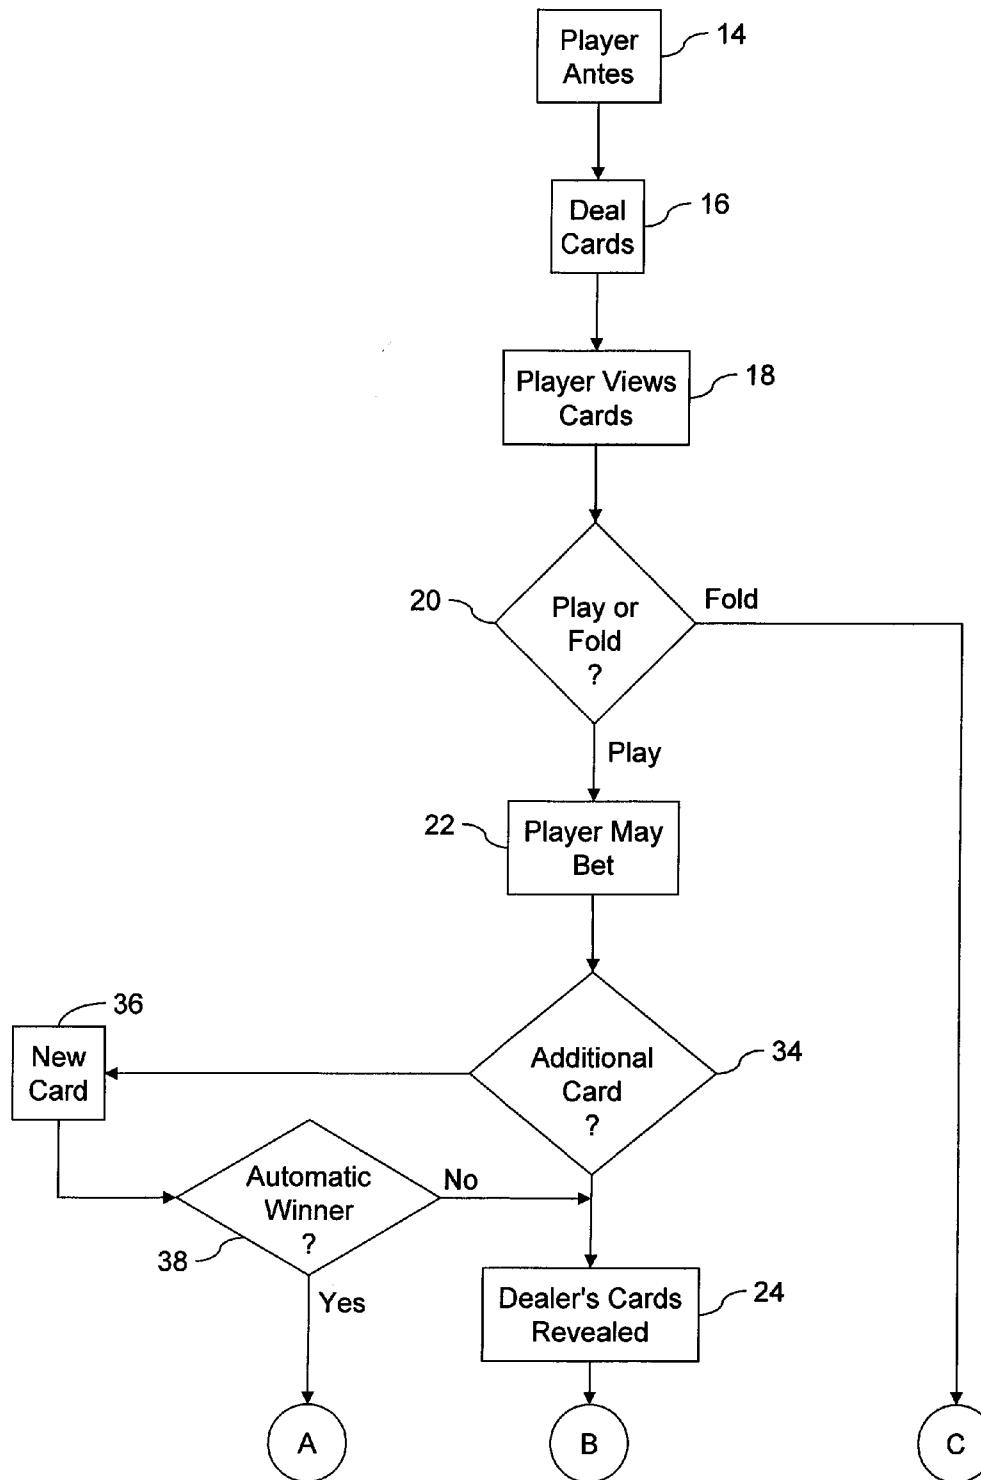 Player
Antes
14
Deal
Cards
16
Player Views
Cards
18
20
Play or
Fold
?
Fold
Play
22
Player May
Bet
36
New
Card
Additional
Card
?
34
Automatic
Winner
?
No
38
Yes
Dealer's Cards
Revealed
24
A
B
C